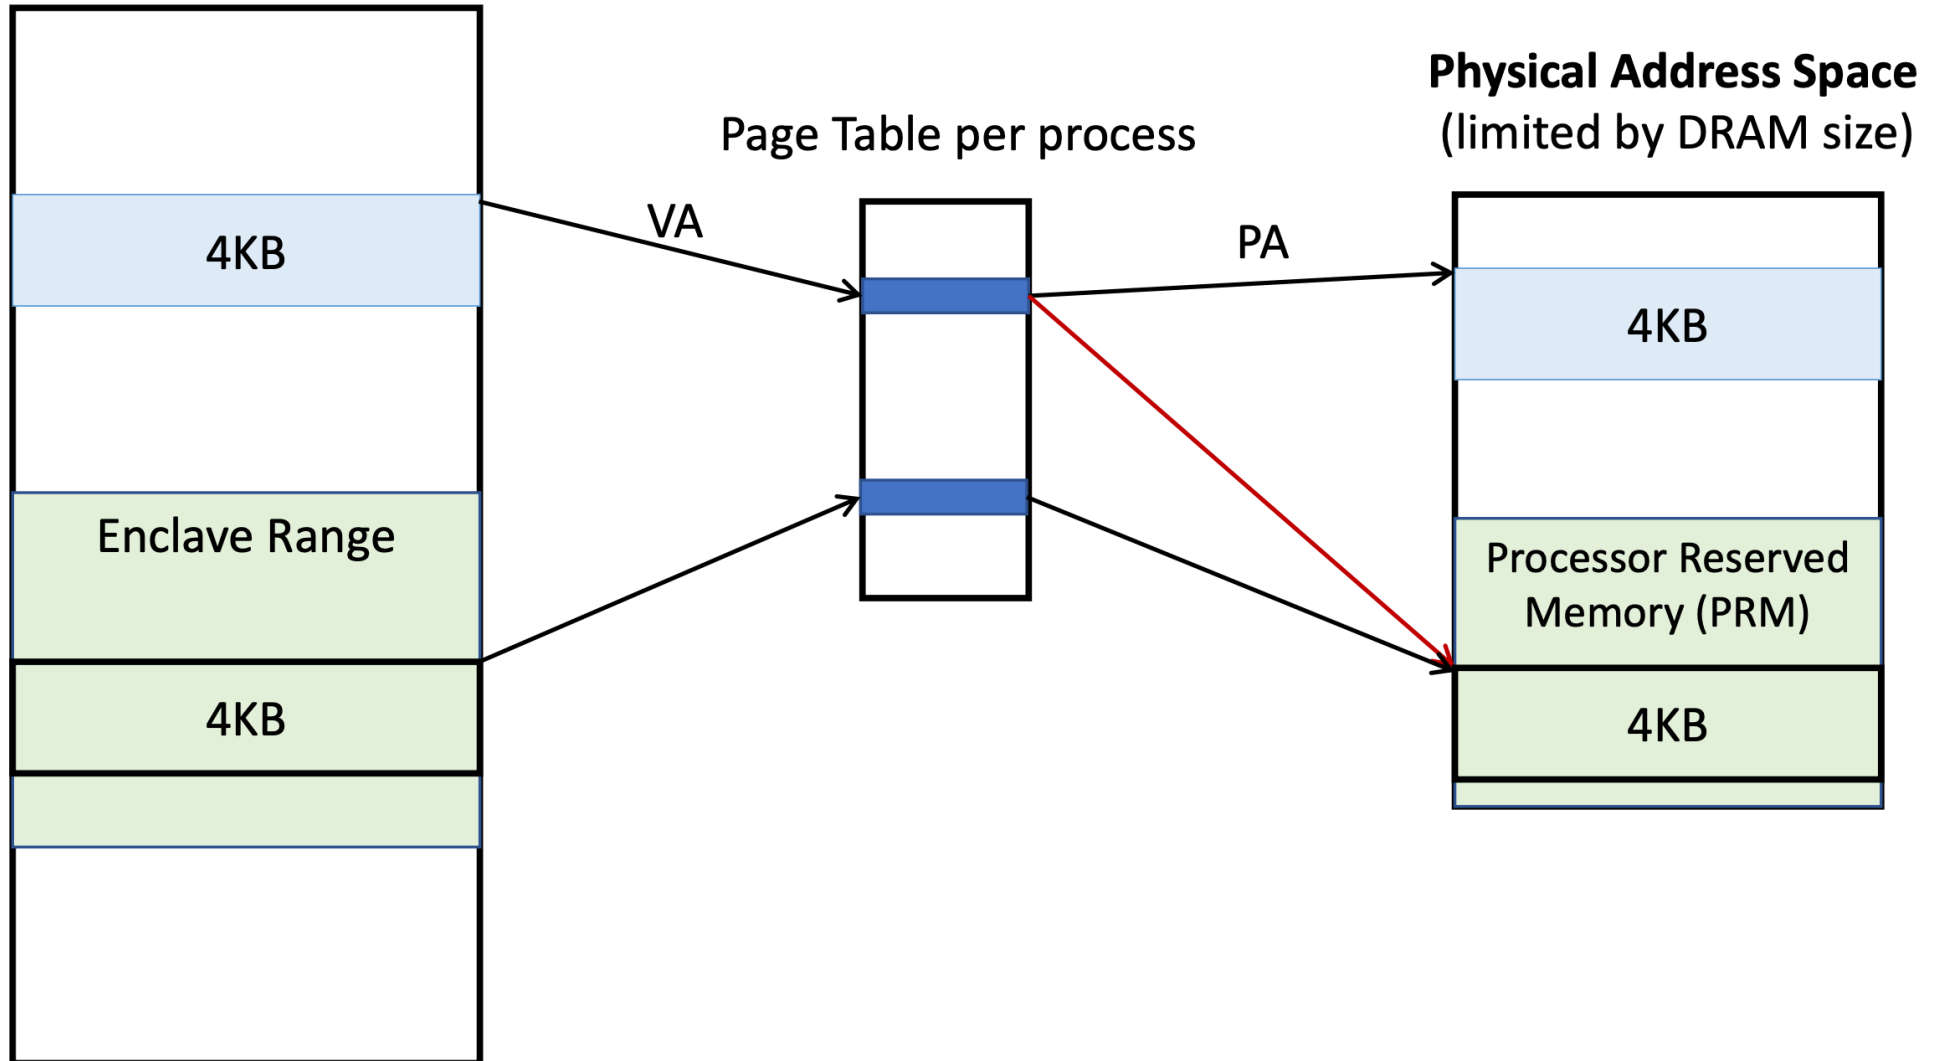 Physical Address Space
(limited by DRAM size)
Page Table per process
VA
PA
4KB
4KB
Enclave Range
Processor Reserved
Memory (PRM)
4KB
4KB